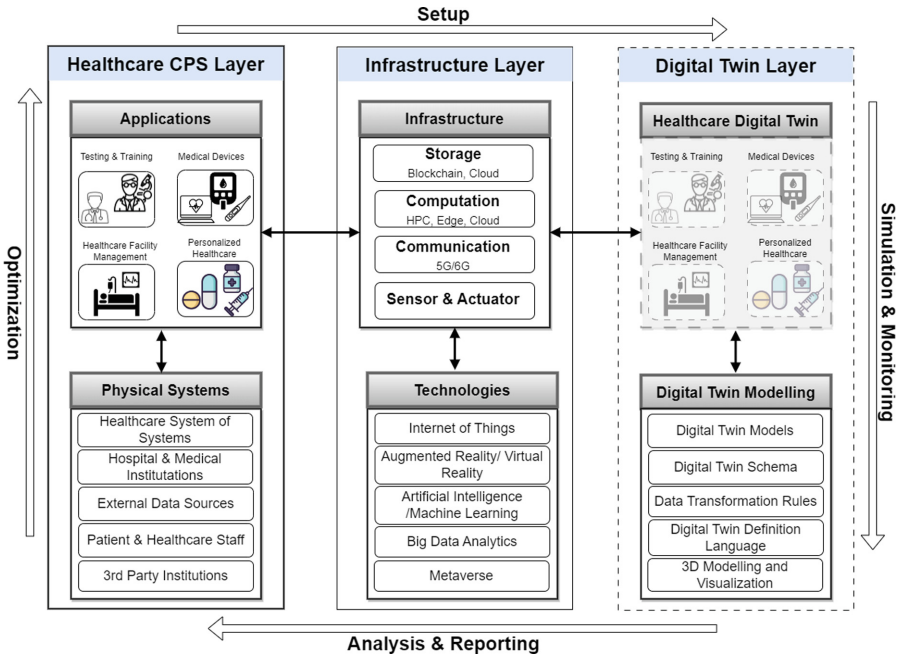 Setup
Healthcare CPS Layer
Applications
Testing & Training
Medical Devices
Healthcare Facility
Management
Personalized
Healthcare
Physical Systems
Healthcare System of
Systems
Hospital & Medical
Institutations
External Data Sources
Patient & Healthcare Staff
3rd Party Institutions
Infrastructure Layer
Infrastructure
Storage
Blockchain, Cloud
Computation
HPC, Edge, Cloud
Communication
5G/6G
Sensor & Actuator
Technologies
Internet of Things
Augmented Reality/ Virtual
Reality
Artificial Intelligence
/Machine Learning
Big Data Analytics
Metaverse
Digital Twin Layer
Healthcare Digital Twin
Testing & Training
Medical Devices
Healthcare Facility
Management
Personalized
Healthcare
Digital Twin Modelling
Digital Twin Models
Digital Twin Schema
Data Transformation Rules
Digital Twin Definition
Language
3D Modelling and
Visualization
Simulation & Monitoring
Analysis & Reporting
Optimization